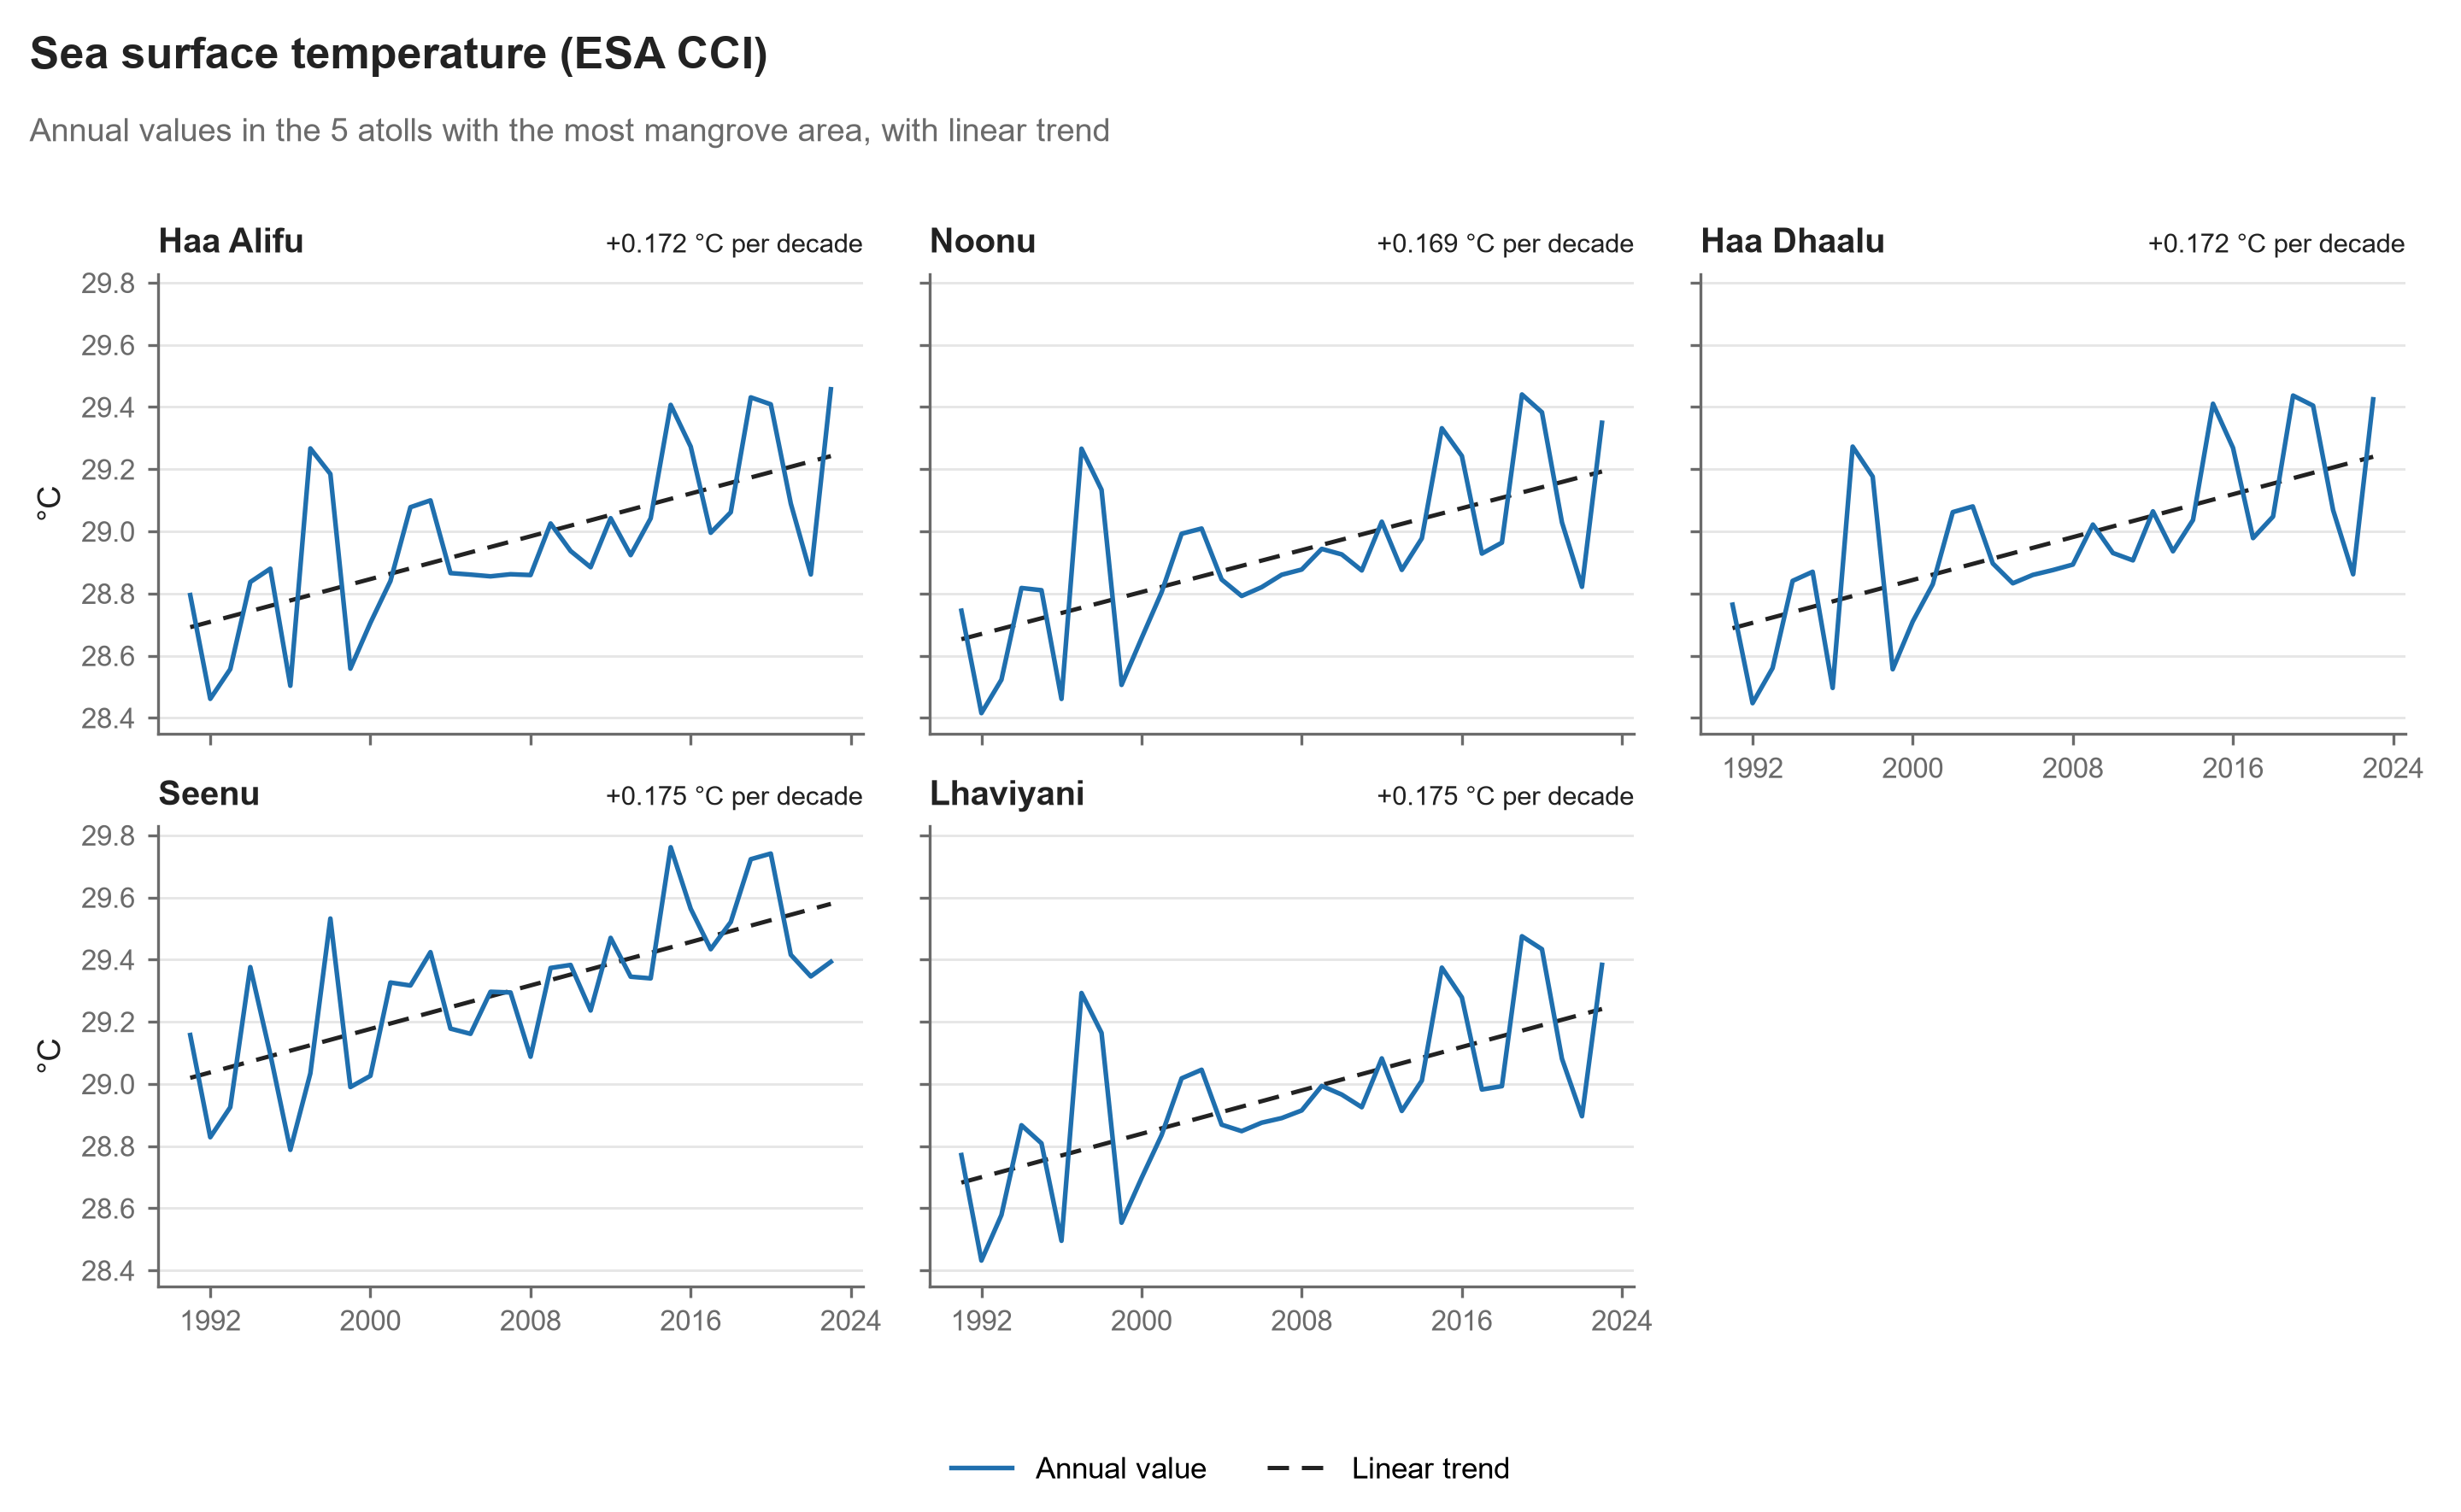 Sea surface temperature (ESA CCI)
Annual values in the 5 atolls with the most mangrove area, with linear trend
Haa Alifu +0.172 °C per decade
29.8
29.6
29.4
29.2
29.0
28.8
28.6
28.4
°C
Noonu +0.169 °C per decade
Haa Dhaalu +0.172 °C per decade
1992 2000 2008 2016 2024
Seenu +0.175 °C per decade
29.8
29.6
29.4
29.2
29.0
28.8
28.6
28.4
°C
1992 2000 2008 2016 2024
Lhaviyani +0.175 °C per decade
1992 2000 2008 2016 2024
Annual value Linear trend